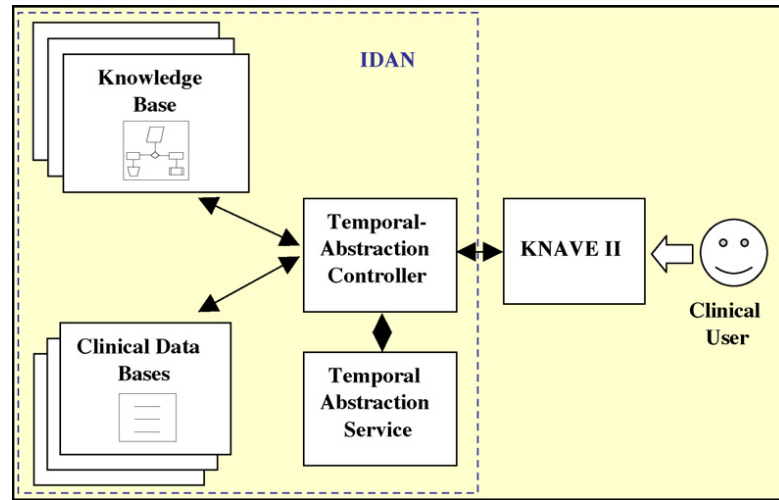 IDAN
Knowledge
Base
Temporal-
Abstraction
Controller
KNAVE II
Clinical
User
Clinical Data
Bases
Temporal
Abstraction
Service